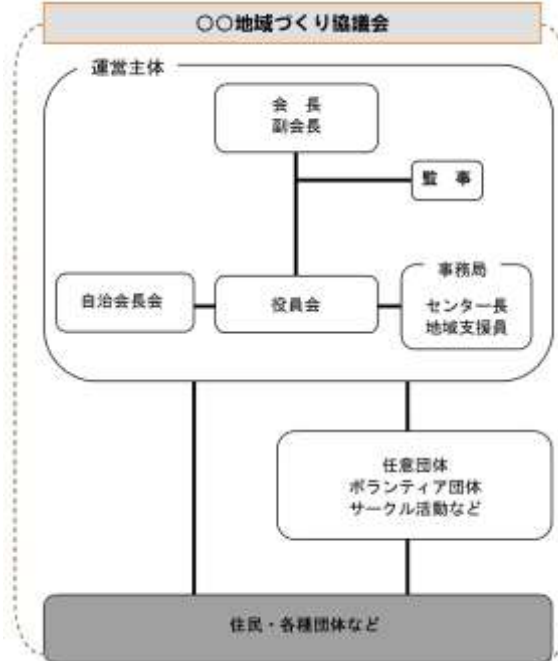 〇〇地域づくり協議会
運営主体
会　長
副会長
監　事
自治会長会
役員会
事務局
センター長
地域支援員
任意団体
ボランティア団体
サークル活動など
住民・各種団体など